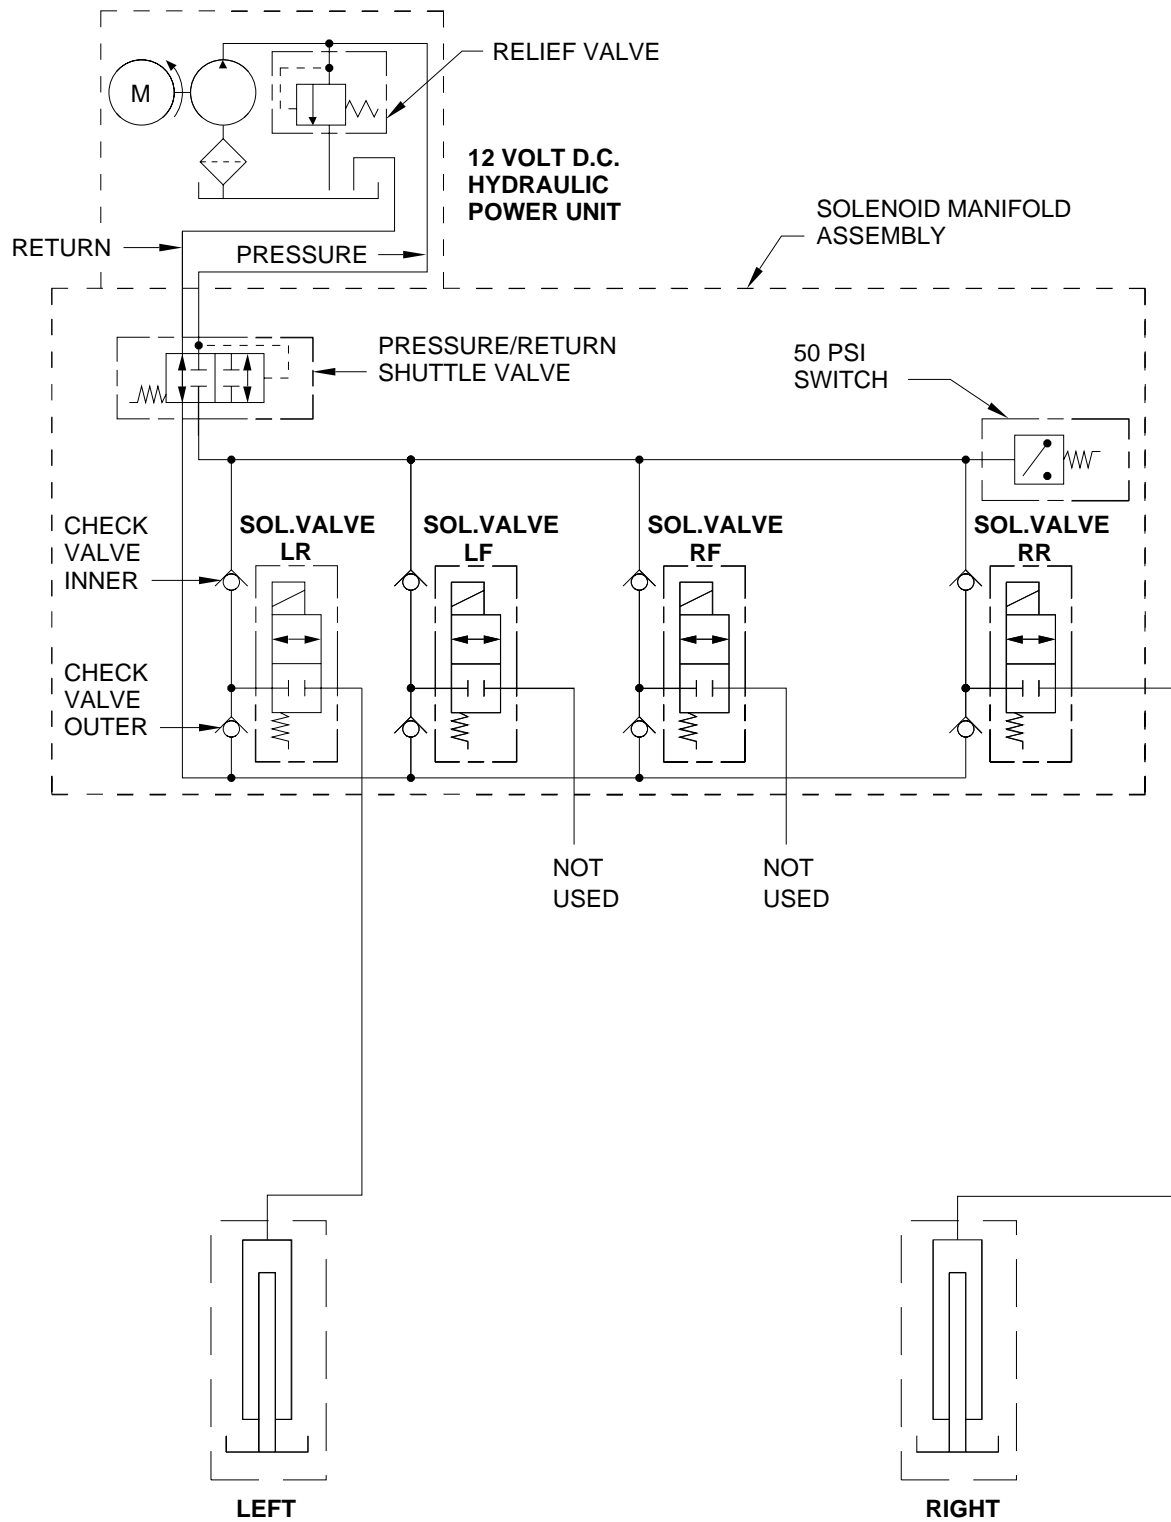 RELIEF VALVE
M
12 VOLT D.C.
HYDRAULIC
POWER UNIT
SOLENOID MANIFOLD
ASSEMBLY
RETURN
PRESSURE
PRESSURE/RETURN
SHUTTLE VALVE
50 PSI
SWITCH
CHECK
VALVE
INNER
SOL.VALVE
LR
SOL.VALVE
LF
SOL.VALVE
RF
SOL.VALVE
RR
CHECK
VALVE
OUTER
NOT
USED
NOT
USED
LEFT
RIGHT